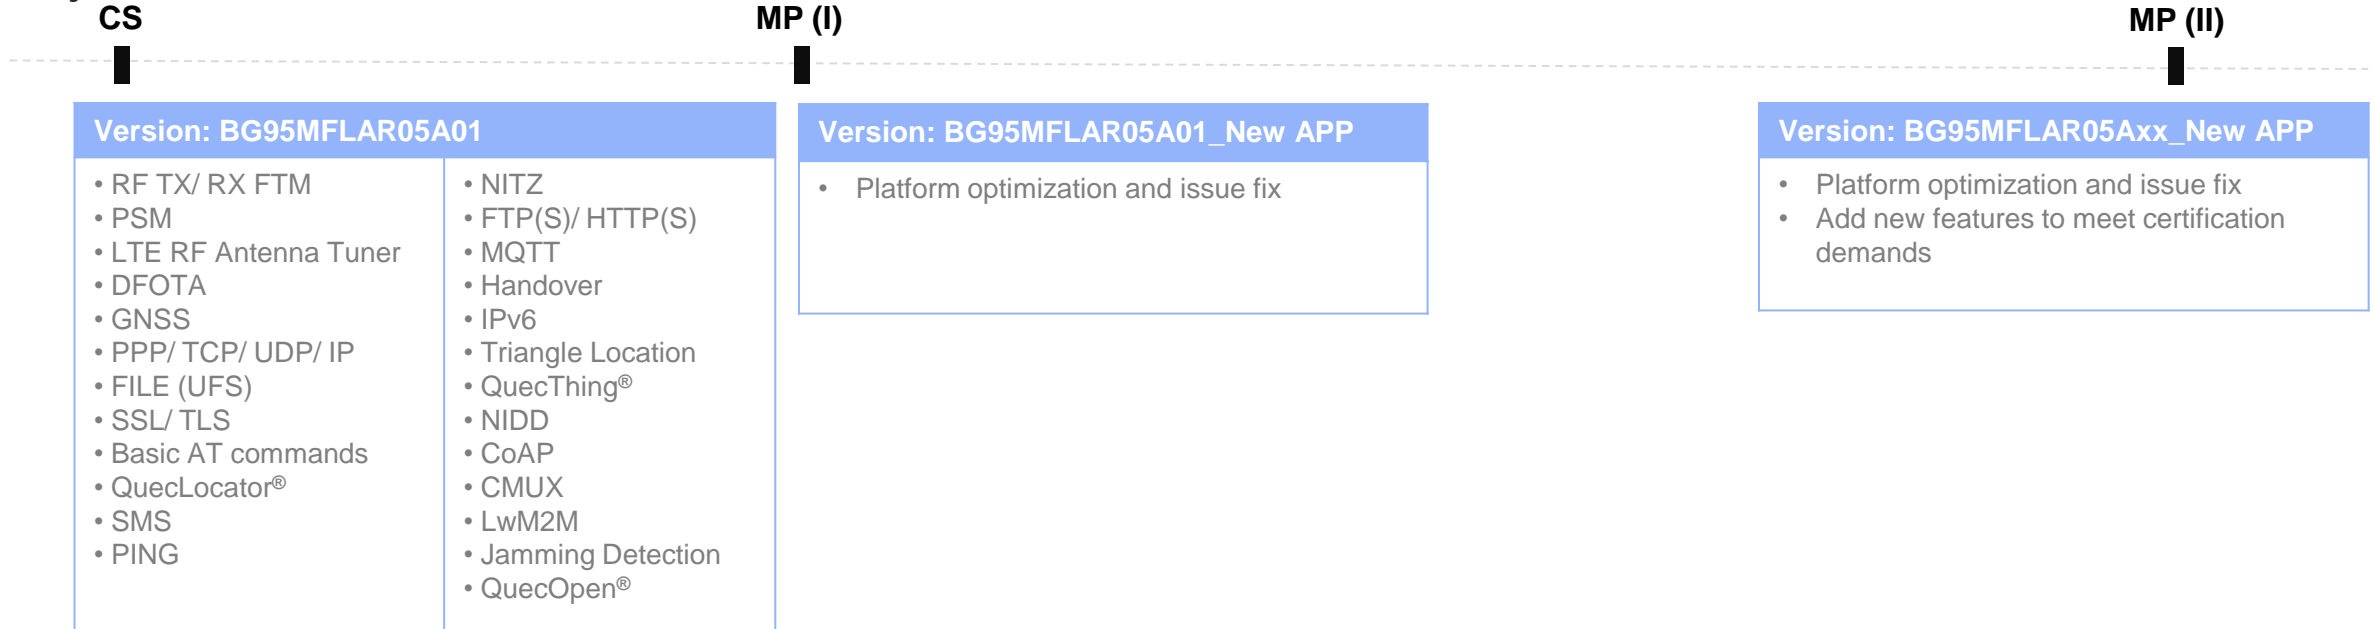 CS
MP (I)
MP (II)
Version: BG95MFLAR05A01
• RF TX/ RX FTM
• PSM
• LTE RF Antenna Tuner
• DFOTA
• GNSS
• PPP/ TCP/ UDP/ IP
• FILE (UFS)
• SSL/ TLS
• Basic AT commands
• QuecLocator®
• SMS
• PING
• NITZ
• FTP(S)/ HTTP(S)
• MQTT
• Handover
• IPv6
• Triangle Location
• QuecThing®
• NIDD
• CoAP
• CMUX
• LwM2M
• Jamming Detection
• QuecOpen®
Version: BG95MFLAR05A01_New APP
• Platform optimization and issue fix
Version: BG95MFLAR05Axx_New APP
• Platform optimization and issue fix
• Add new features to meet certification
demands